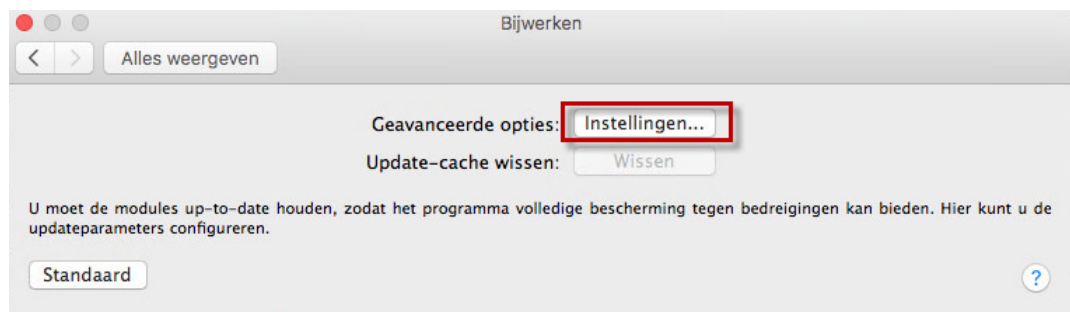 Bijwerken
Alles weergeven
Geavanceerde opties: Instellingen...
Update-cache wissen: Wissen
U moet de modules up-to-date houden, zodat het programma volledige bescherming tegen bedreigingen kan bieden. Hier kunt u de
updateparameters configureren.
Standaard
?